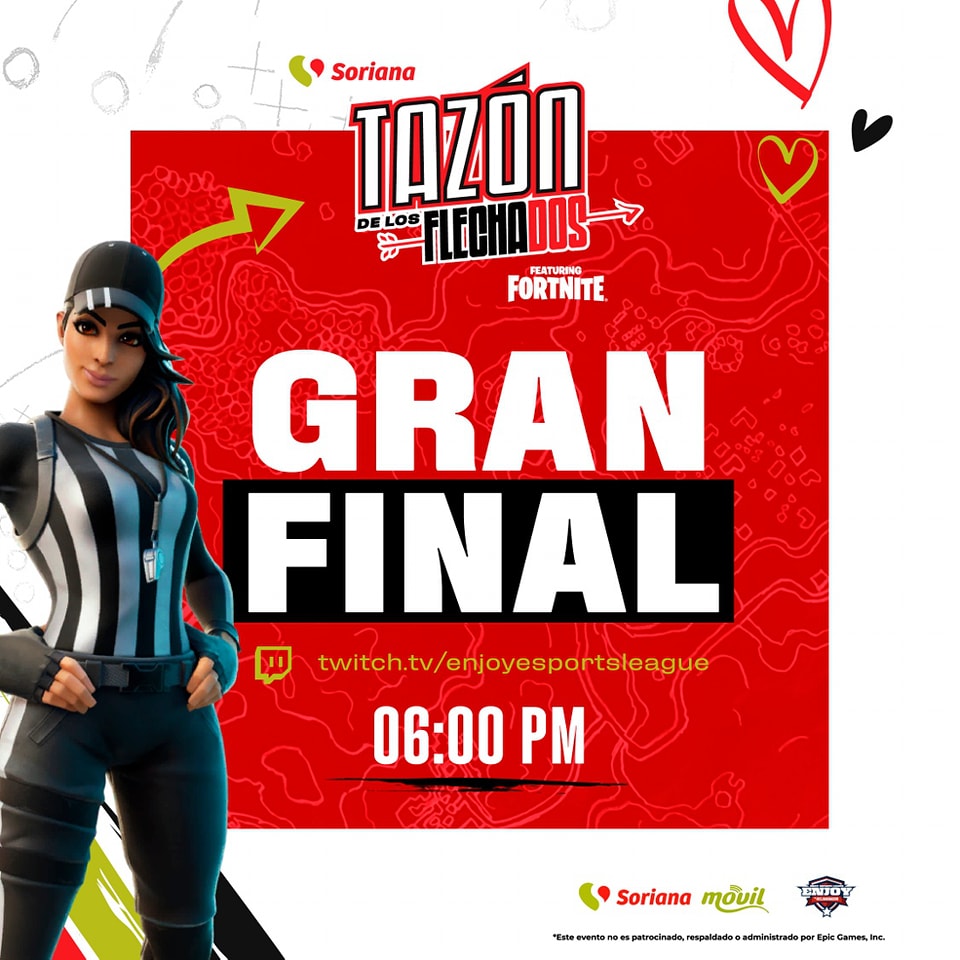 Soriana
TAZÓN
DE LOS FLECHADOS
FEATURING
FORTNITE
GRAN
FINAL
twitch.tv/enjoyesportsleague
06:00 PM
Soriana móvil
ENJOY
*Este evento no es patrocinado, respaldado o administrado por Epic Games, Inc.